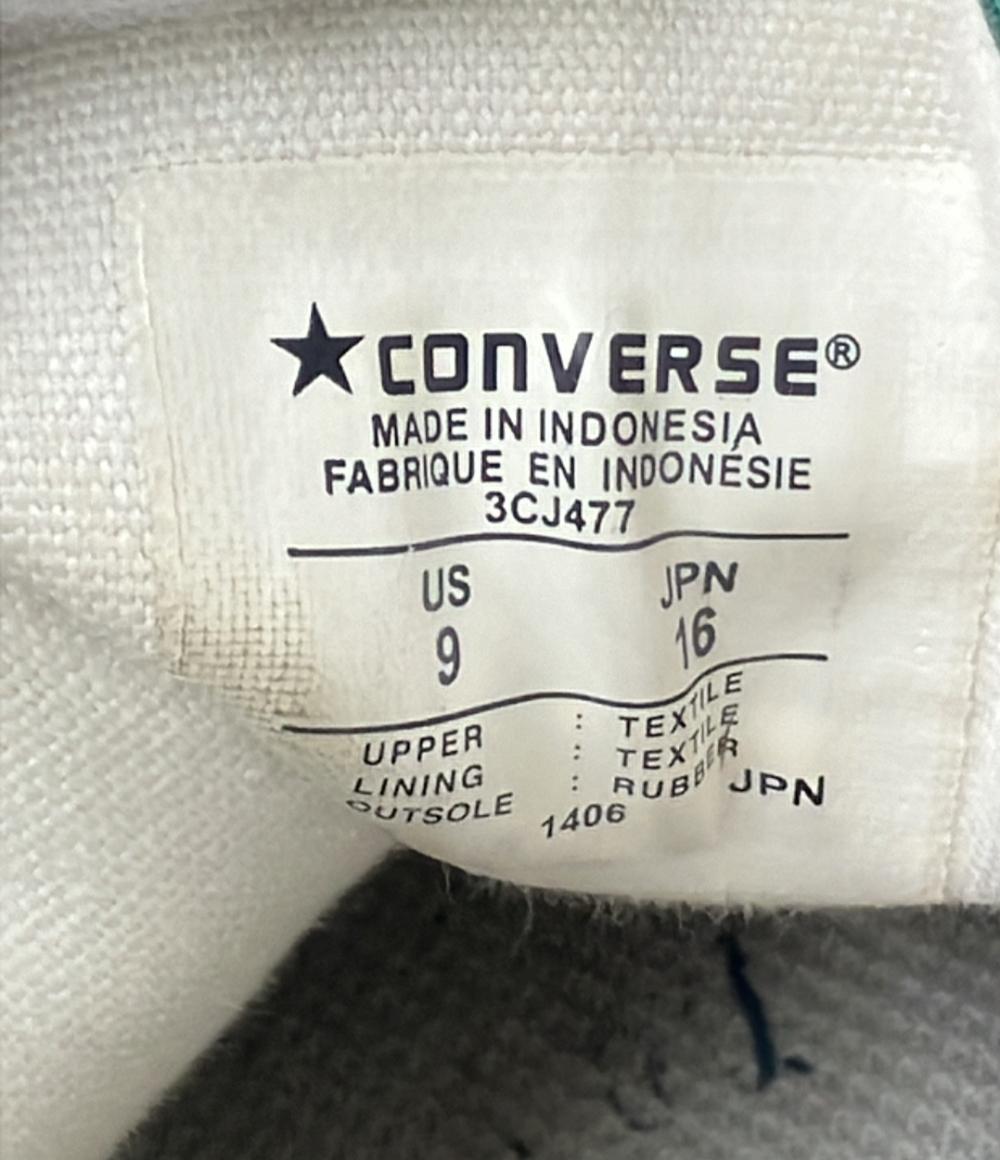 ★CONVERSE®
MADE IN INDONESIA
FABRIQUE EN INDONÉSIE
3CJ477
US JPN
9 16
UPPER : TEXTILE
LINING : TEXTILE
OUTSOLE : RUBBER JPN
1406